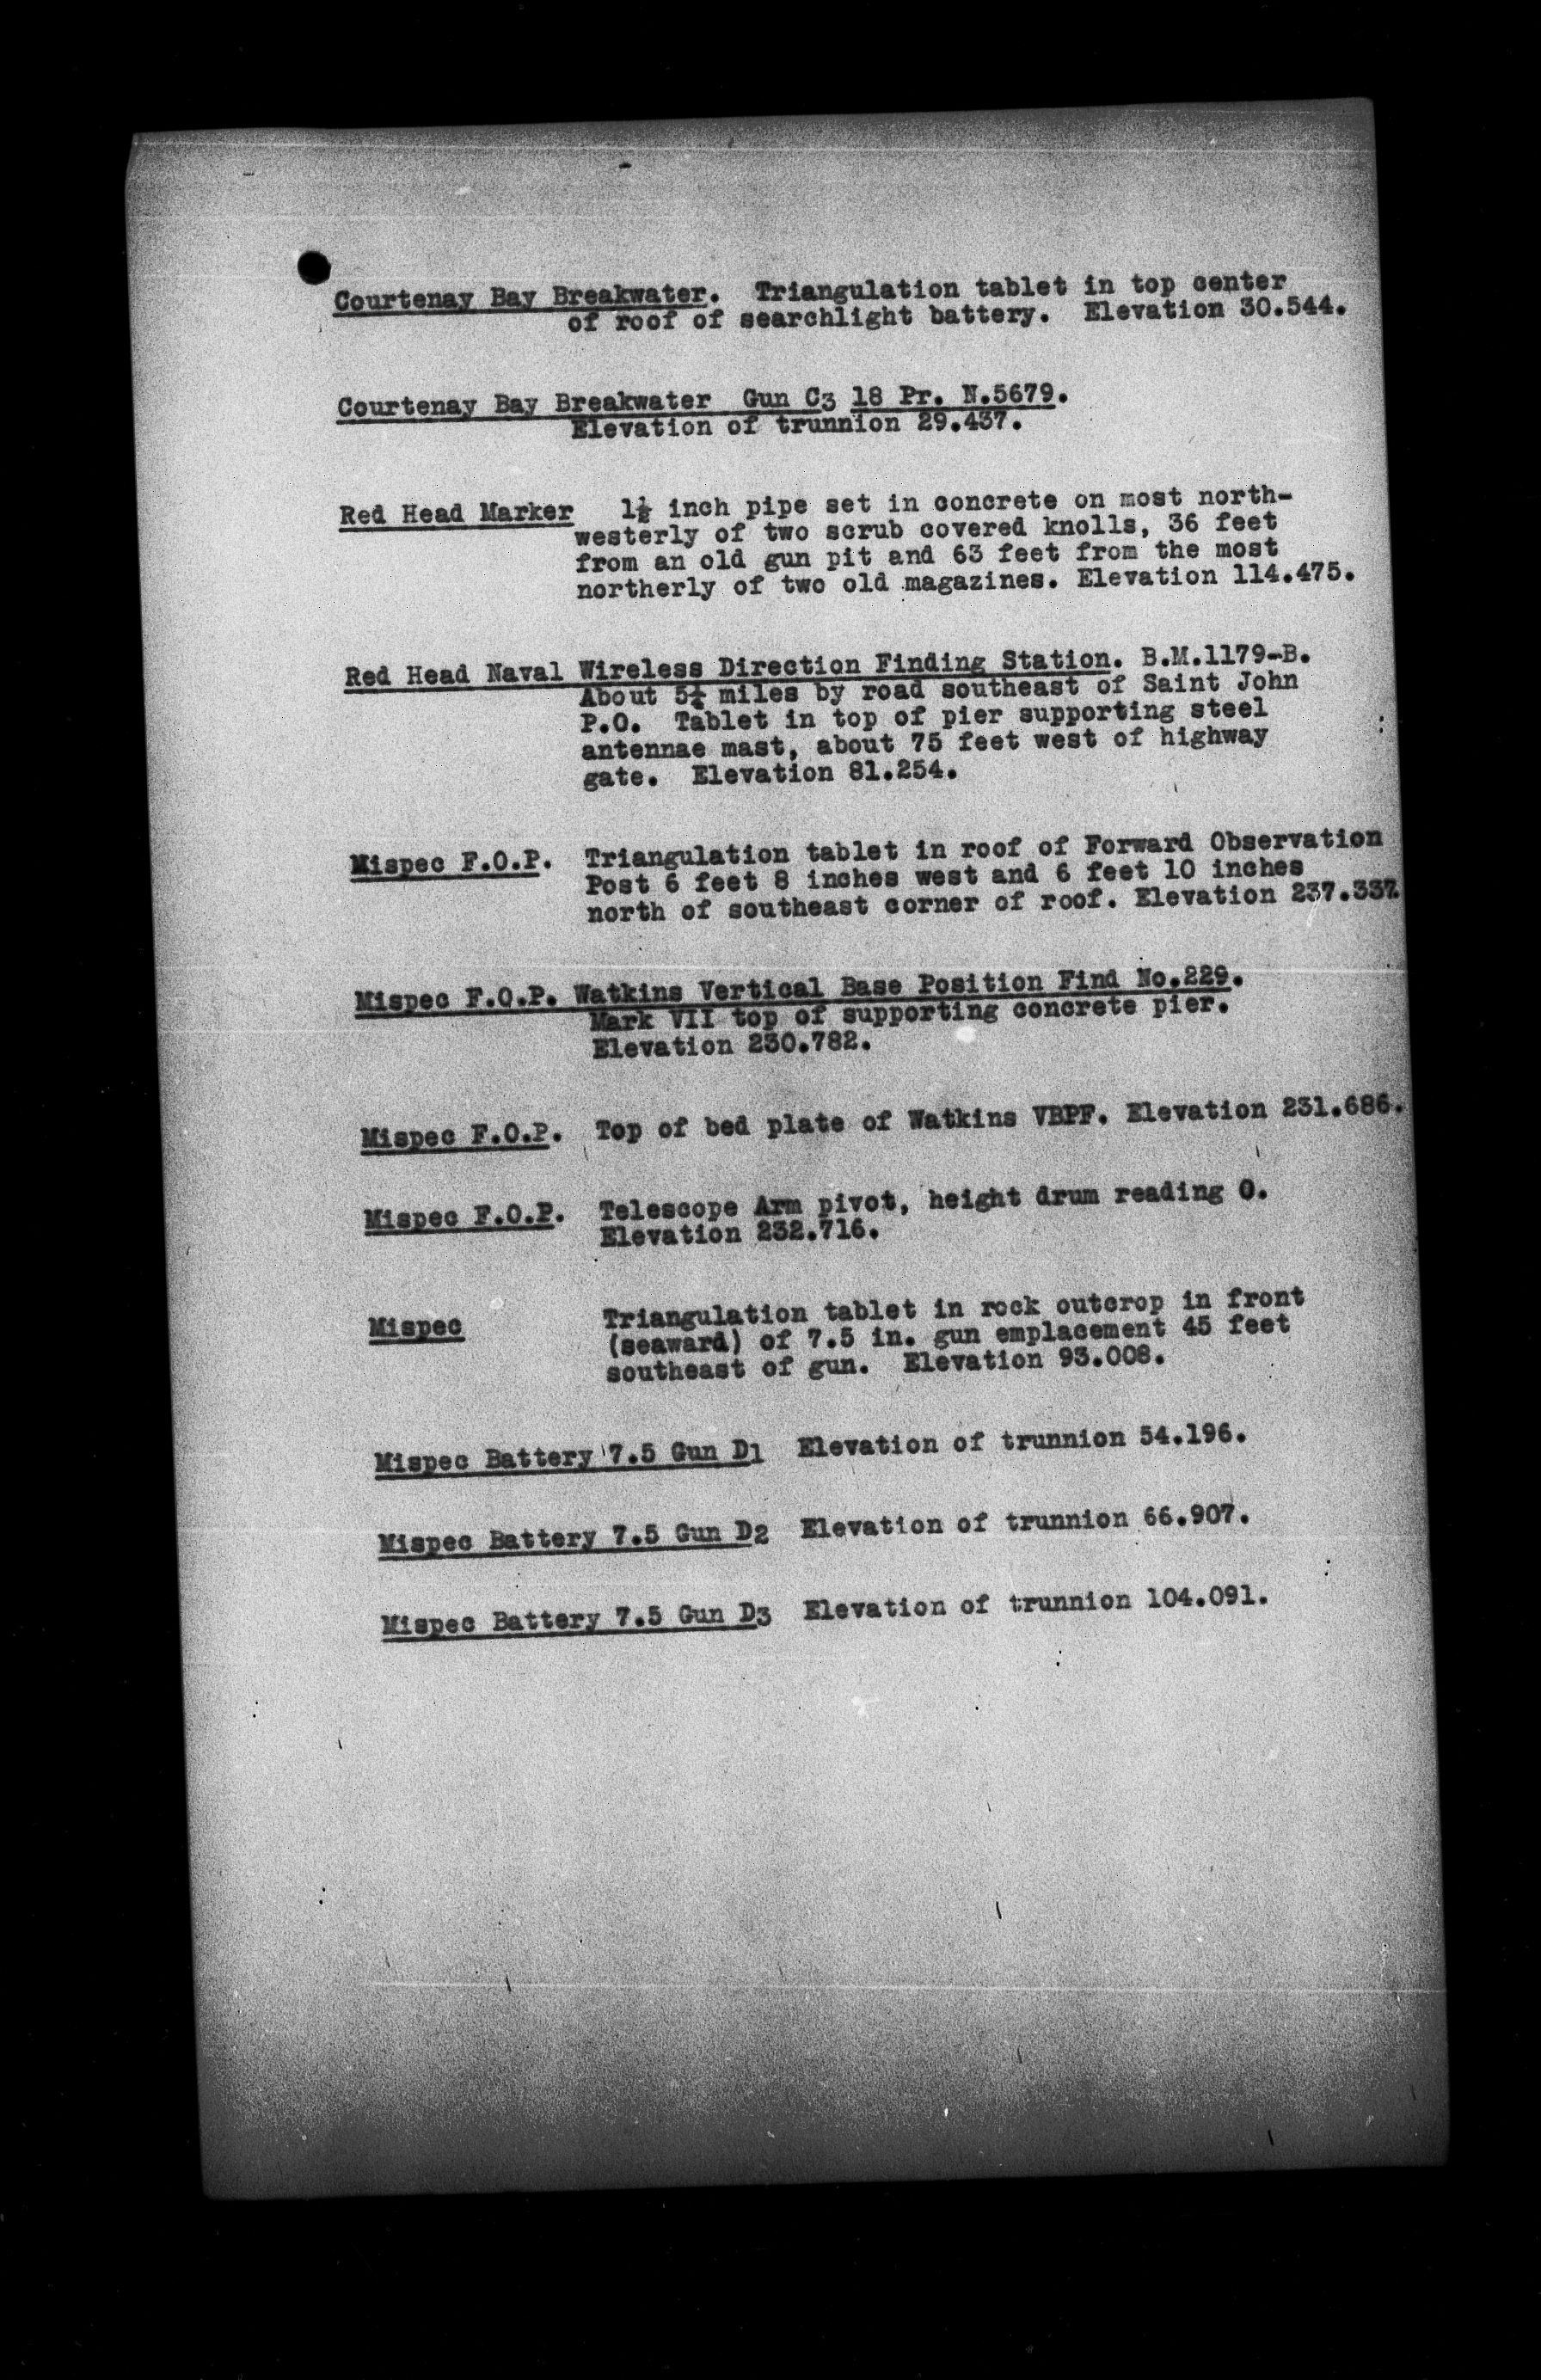 Courtenay Bay Breakwater. Triangulation tablet in top center
of roof of searchlight battery. Elevation 30.544.
Courtenay Bay Breakwater Gun C3 18 Pr. N.5679.
Elevation of trunnion 29.437.
Red Head Marker 1½ inch pipe set in concrete on most north-
westerly of two scrub covered knolls, 36 feet
from an old gun pit and 63 feet from the most
northerly of two old magazines. Elevation 114.475.
Red Head Naval Wireless Direction Finding Station. B.M.1179-B.
About 5¼ miles by road southeast of Saint John
P.O. Tablet in top of pier supporting steel
antennae mast, about 75 feet west of highway
gate. Elevation 81.254.
Mispec F.O.P. Triangulation tablet in roof of Forward Observation
Post 6 feet 8 inches west and 6 feet 10 inches
north of southeast corner of roof. Elevation 237.337.
Mispec F.O.P. Watkins Vertical Base Position Find No.229.
Mark VII top of supporting concrete pier.
Elevation 230.782.
Mispec F.O.P. Top of bed plate of Watkins VBPF. Elevation 231.686.
Mispec F.O.P. Telescope Arm pivot, height drum reading 0.
Elevation 232.716.
Mispec Triangulation tablet in rock outcrop in front
(seaward) of 7.5 in. gun emplacement 45 feet
southeast of gun. Elevation 93.008.
Mispec Battery 7.5 Gun D1 Elevation of trunnion 54.196.
Mispec Battery 7.5 Gun D2 Elevation of trunnion 66.907.
Mispec Battery 7.5 Gun D3 Elevation of trunnion 104.091.